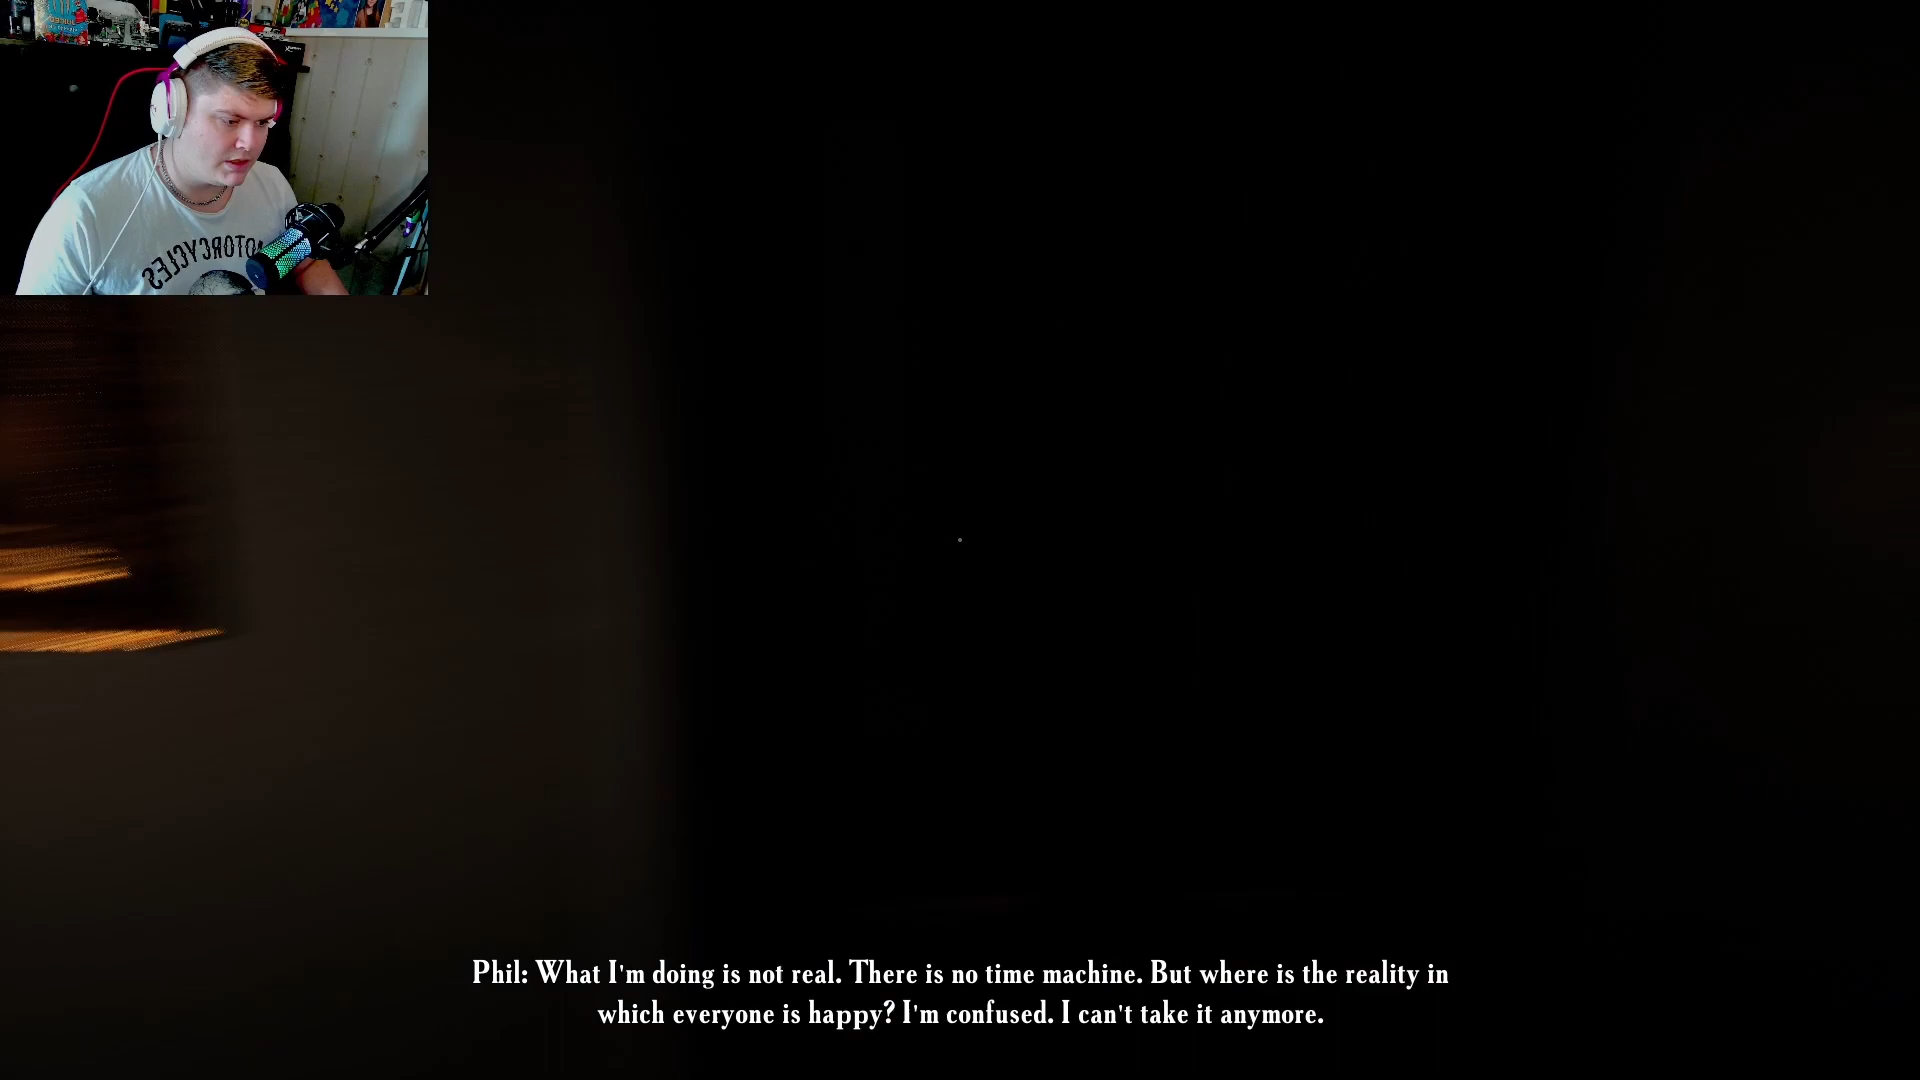 MOTORCYCLES
Phil: What I'm doing is not real. There is no time machine. But where is the reality in
which everyone is happy? I'm confused. I can't take it anymore.